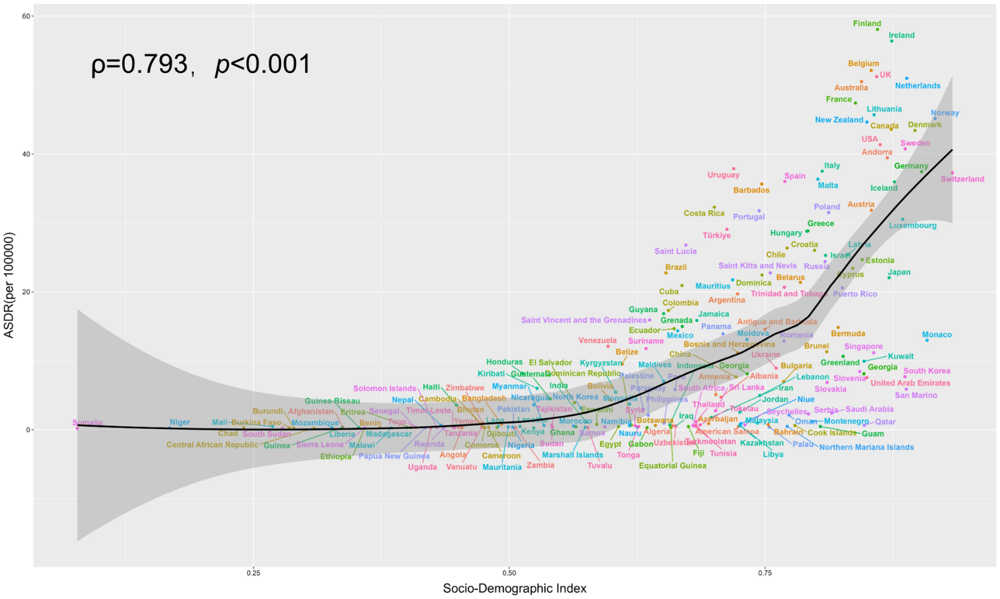 60
Finland
Ireland
ρ=0.793, p<0.001
Belgium
UK
Netherlands
Australia
France
Lithuania
Norway
New Zealand
Canada
Denmark
USA
Sweden
Andorra
40
Italy
Germany
Uruguay
Spain
Switzerland
Malta
Iceland
Barbados
Austria
Poland
Costa Rica
Portugal
Greece
Luxembourg
Hungary
Türkiye
Croatia
Latvia
Saint Lucia
Chile
Israel
Estonia
Brazil
Saint Kitts and Nevis
Russia
Japan
Cyprus
Belarus
Dominica
Mauritius
Cuba
20
Trinidad and Tobago
Puerto Rico
Argentina
Colombia
Guyana
Jamaica
Saint Vincent and the Grenadines
Grenada
Antigua and Barbuda
Panama
Ecuador
Mexico
Moldova
Romania
Bermuda
Monaco
Venezuela
Suriname
Bosnia and Herzegovina
Brunei
Singapore
Belize
China
Ukraine
Kuwait
Honduras
El Salvador
Kyrgyzstan
Maldives
Indonesia
Georgia
Bulgaria
Greenland
Georgia
South Korea
Kiribati
Guatemala
Dominican Republic
Palestine
Peru
Armenia
Albania
Lebanon
Slovenia
United Arab Emirates
Solomon Islands
Haiti
Zimbabwe
Myanmar
India
Bolivia
Paraguay
South Africa
Sri Lanka
Iran
Slovakia
San Marino
Guinea-Bissau
Nepal
Cambodia
Bangladesh
Nicaragua
North Korea
Mongolia
Philippines
Jordan
Niue
Burundi
Afghanistan
Eritrea
Senegal
Timor-Leste
Bhutan
Pakistan
Tajikistan
Eswatini
Syria
Thailand
Tokelau
Seychelles
Serbia
Saudi Arabia
Somalia
Niger
Mali
Burkina Faso
Mozambique
Benin
Togo
Yemen
Laos
Lesotho
Morocco
Namibia
Botswana
Iraq
Azerbaijan
Malaysia
Oman
Montenegro
Qatar
0
Chad
South Sudan
Liberia
Madagascar
Tanzania
Djibouti
Kenya
Ghana
Samoa
Nauru
Algeria
American Samoa
Bahrain
Cook Islands
Guam
Central African Republic
Guinea
Sierra Leone
Malawi
Rwanda
Comoros
Nigeria
Sudan
Egypt
Gabon
Uzbekistan
Turkmenistan
Kazakhstan
Palau
Northern Mariana Islands
Ethiopia
Papua New Guinea
Angola
Cameroon
Marshall Islands
Tonga
Fiji
Tunisia
Libya
Uganda
Vanuatu
Mauritania
Zambia
Tuvalu
Equatorial Guinea
ASDR(per 100000)
0.25
0.50
0.75
Socio-Demographic Index